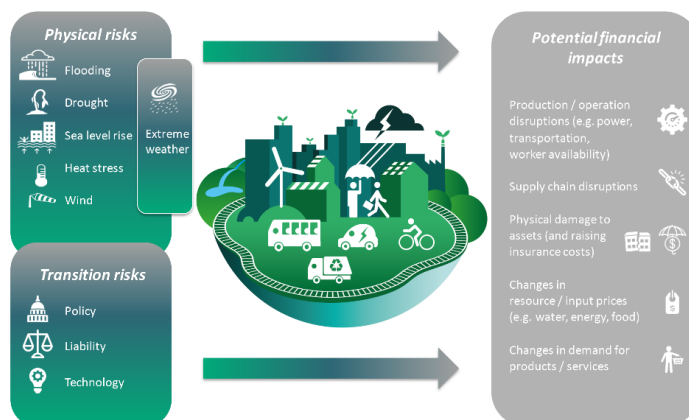 Physical risks
Flooding
Drought
Sea level rise
Heat stress
Wind
Extreme
weather
Transition risks
Policy
Liability
Technology
Potential financial
impacts
Production / operation
disruptions (e.g. power,
transportation,
worker availability)
Supply chain disruptions
Physical damage to
assets (and raising
insurance costs)
$
Changes in
resource / input prices
(e.g. water, energy, food)
$
Changes in demand for
products / services